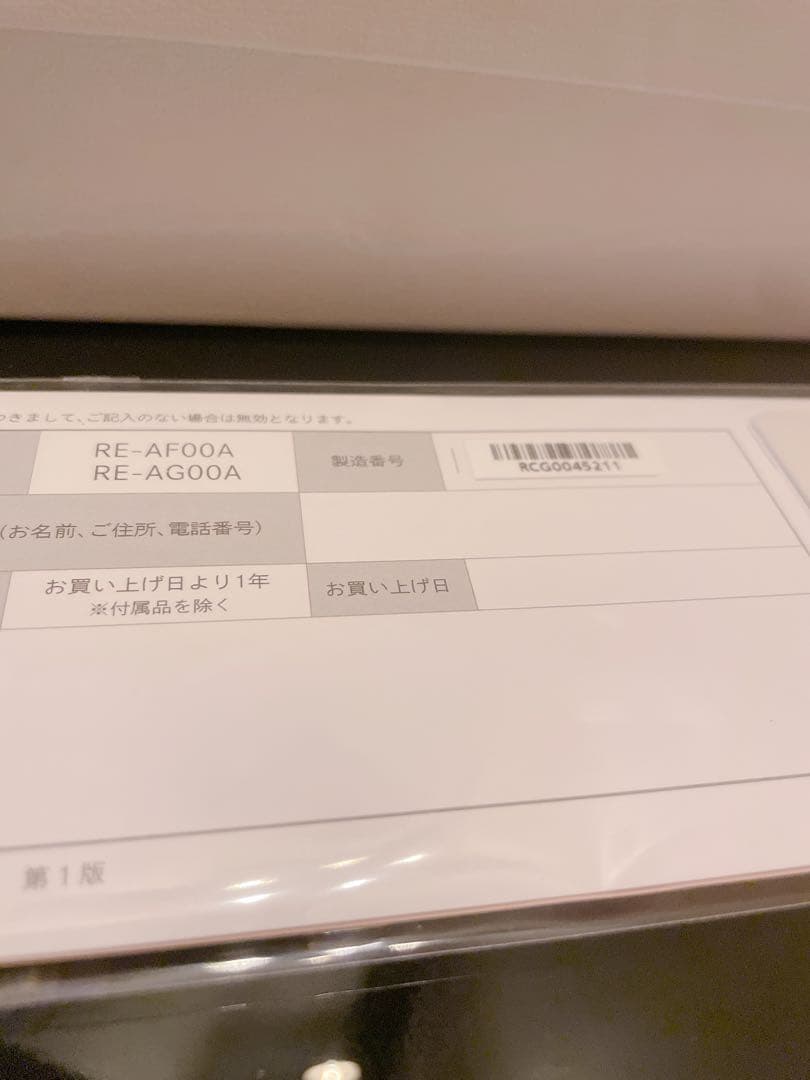 つきまして、ご記入のない場合は無効となります。
RE-AF00A
RE-AG00A
製造番号
RCG0045211
(お名前、ご住所、電話番号)
お買い上げ日より1年
※付属品を除く
お買い上げ日
第1版